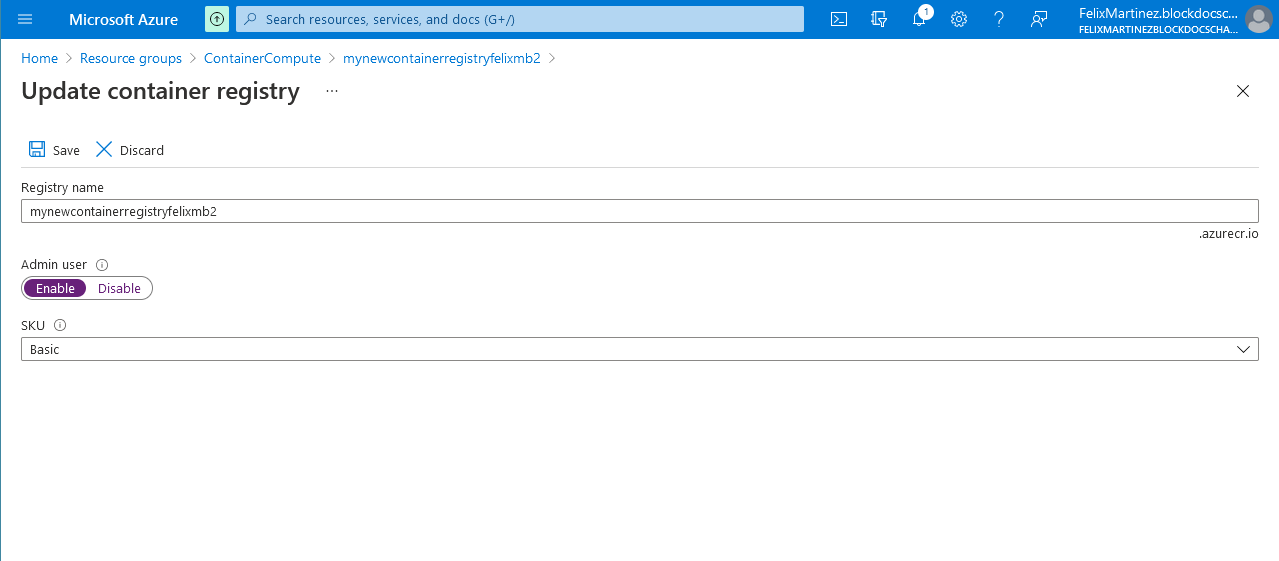 Microsoft Azure
Search resources, services, and docs (G+/)
1
FelixMartinez.blockdocsc...
FELIXMARTINEZBLOCKDOCSCHA...
Home > Resource groups > ContainerCompute > mynewcontainerregistryfelixmb2 >
Update container registry ...
Save Discard
Registry name
mynewcontainerregistryfelixmb2
.azurecr.io
Admin user
Enable Disable
SKU
Basic